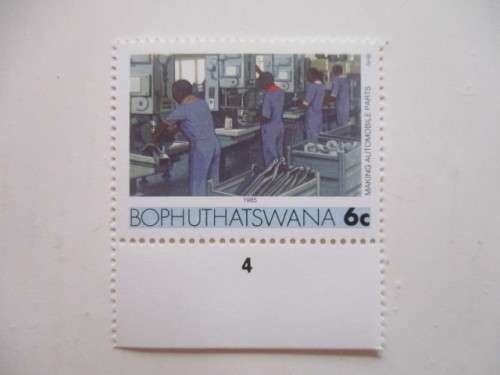 MAKING AUTOMOBILE PARTS
1985
BOPHUTHATSWANA 6c
4